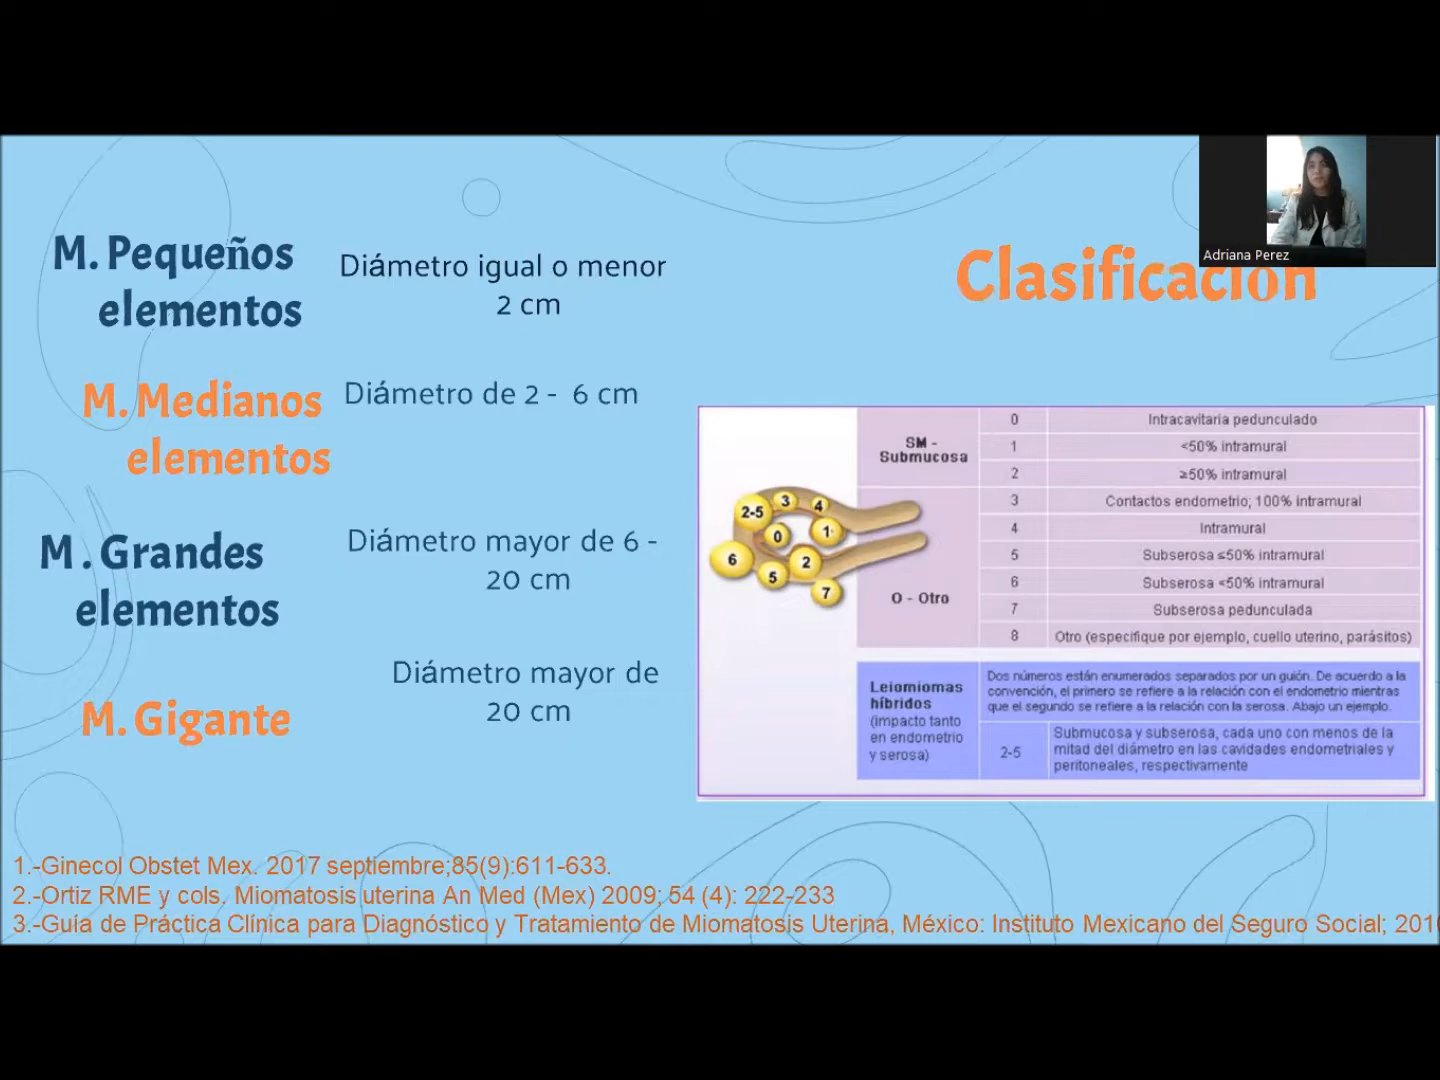 Adriana Perez
Clasificación
M. Pequeños
elementos
Diámetro igual o menor
2 cm
M. Medianos
elementos
Diámetro de 2 - 6 cm
M . Grandes
elementos
Diámetro mayor de 6 -
20 cm
M. Gigante
Diámetro mayor de
20 cm
2-5
3
4
0
1
6
5
2
7
SM -
Submucosa
0 Intracavitaria pedunculado
1 <50% intramural
2 ≥50% intramural
O - Otro
3 Contactos endometrio; 100% intramural
4 Intramural
5 Subserosa ≤50% intramural
6 Subserosa <50% intramural
7 Subserosa pedunculada
8 Otro (especifique por ejemplo, cuello uterino, parásitos)
Leiomiomas
híbridos
(impacto tanto
en endometrio
y serosa)
Dos números están enumerados separados por un guión. De acuerdo a la
convención, el primero se refiere a la relación con el endometrio mientras
que el segundo se refiere a la relación con la serosa. Abajo un ejemplo.
2-5
Submucosa y subserosa, cada uno con menos de la
mitad del diámetro en las cavidades endometriales y
peritoneales, respectivamente
1.-Ginecol Obstet Mex. 2017 septiembre;85(9):611-633.
2.-Ortiz RME y cols. Miomatosis uterina An Med (Mex) 2009; 54 (4): 222-233
3.-Guía de Práctica Clínica para Diagnóstico y Tratamiento de Miomatosis Uterina, México: Instituto Mexicano del Seguro Social;